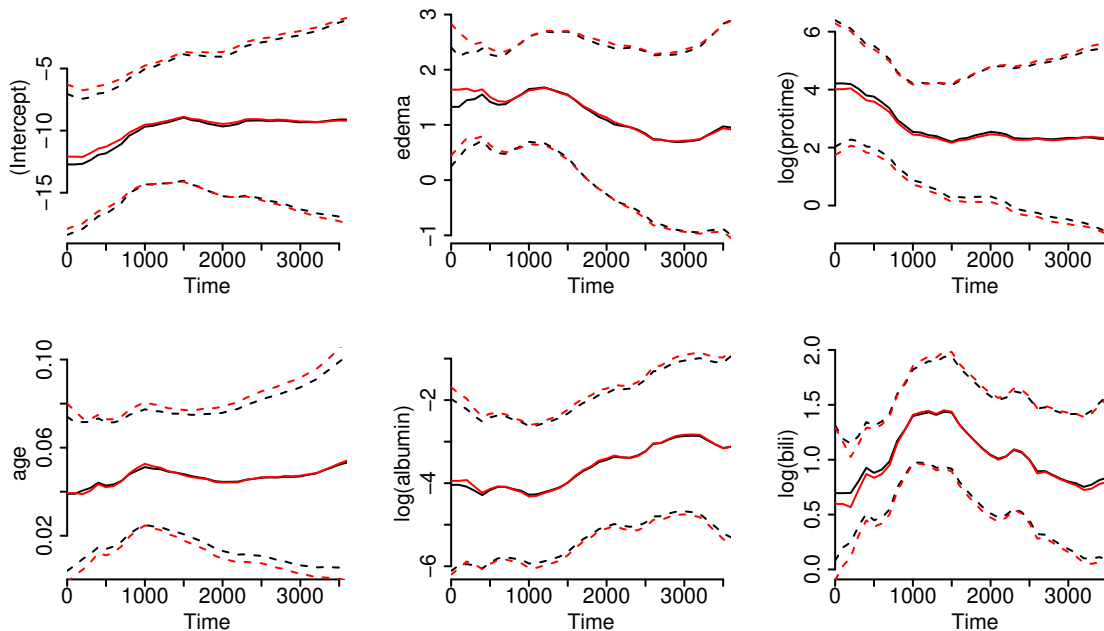 (Intercept)
−5
−10
−15
0 1000 2000 3000
Time
edema
3
2
1
0
−1
0 1000 2000 3000
Time
log(protime)
6
4
2
0
0 1000 2000 3000
Time
age
0.10
0.06
0.02
0 1000 2000 3000
Time
log(albumin)
−2
−4
−6
0 1000 2000 3000
Time
log(bili)
2.0
1.5
1.0
0.5
0.0
0 1000 2000 3000
Time